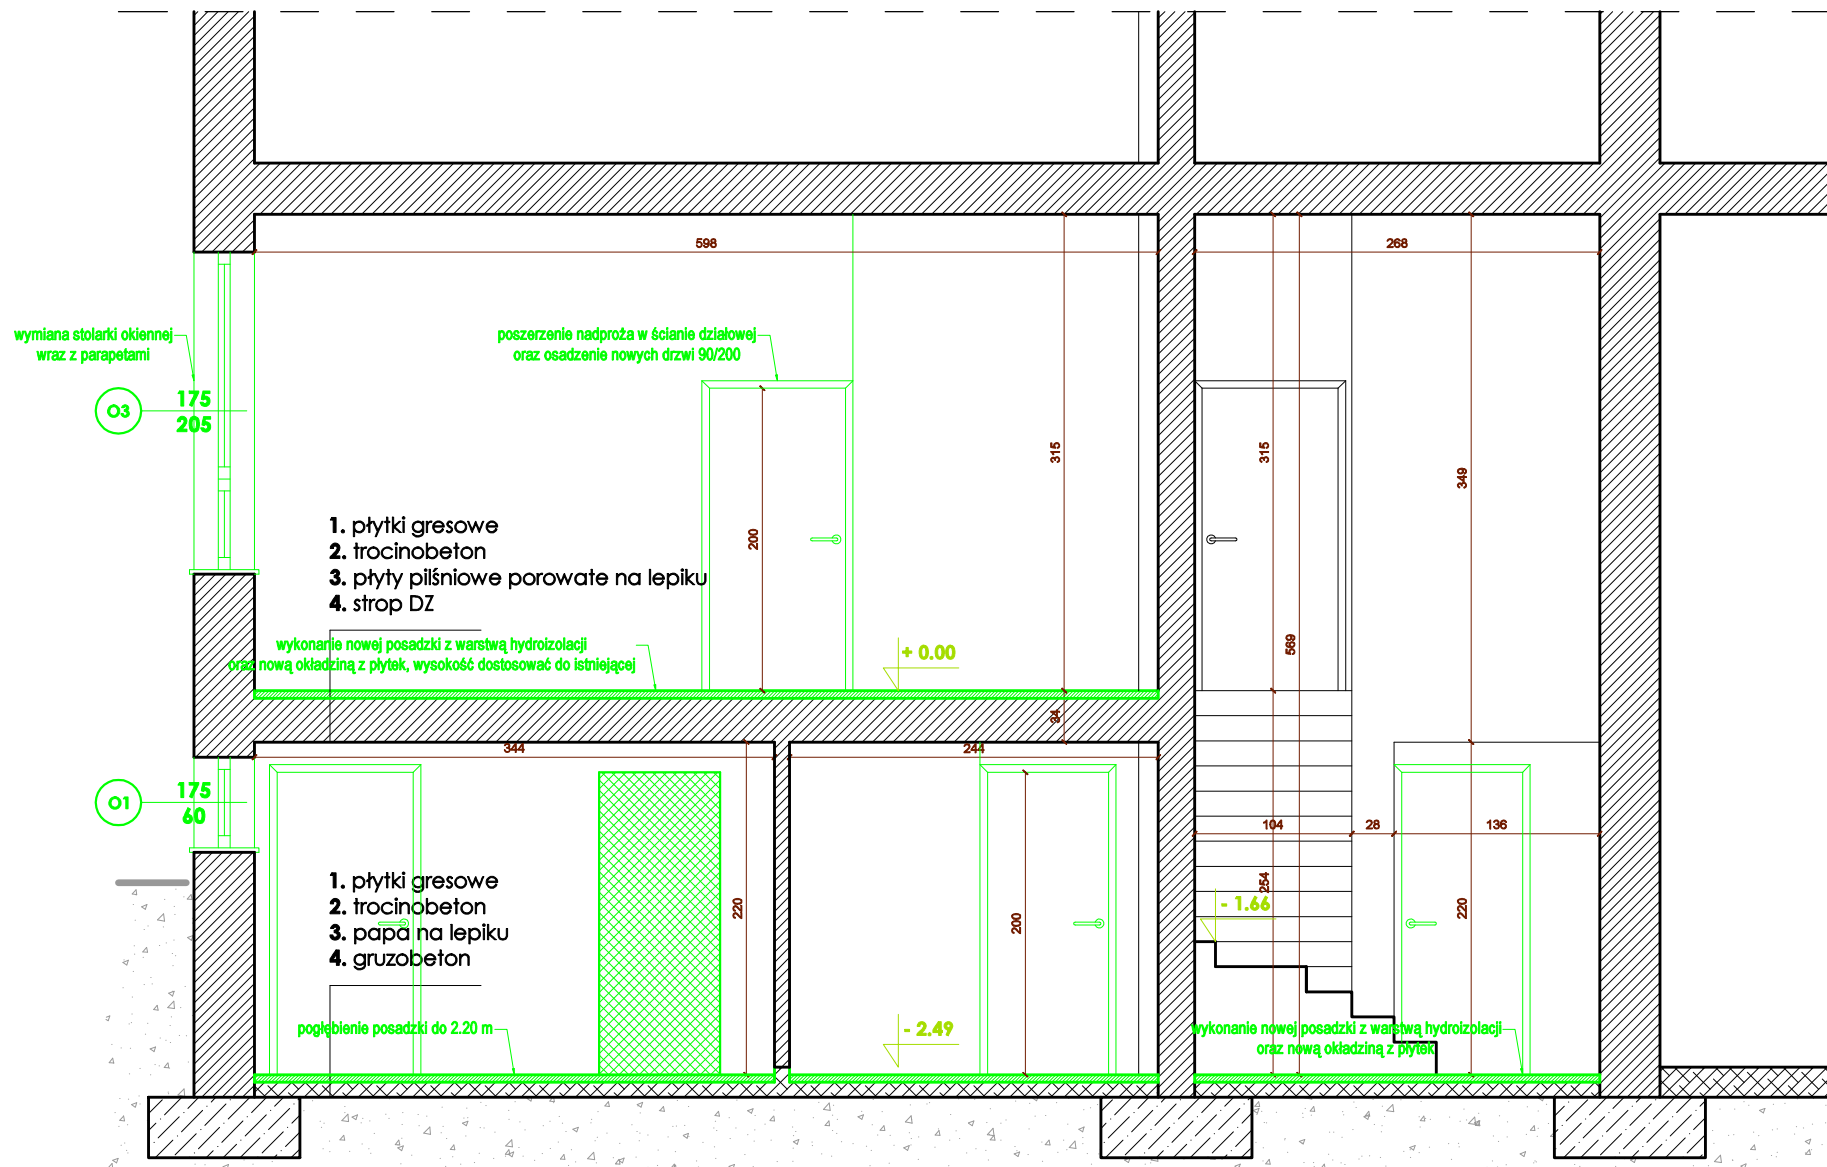 598
268
wymiana stolarki okiennej
wraz z parapetami
poszerzenie nadproża w ścianie działowej
oraz osadzenie nowych drzwi 90/200
O3
175
205
315
315
349
200
1. płytki gresowe
2. trocinobeton
3. płyty pilśniowe porowate na lepiku
4. strop DZ
wykonanie nowej posadzki z warstwą hydroizolacji
oraz nową okładziną z płytek, wysokość dostosować do istniejącej
+ 0.00
569
34
344
244
O1
175
60
104
28
136
1. płytki gresowe
2. trocinobeton
3. papa na lepiku
4. gruzobeton
220
200
254
220
- 1.66
pogłębienie posadzki do 2.20 m
- 2.49
wykonanie nowej posadzki z warstwą hydroizolacji
oraz nową okładziną z płytek